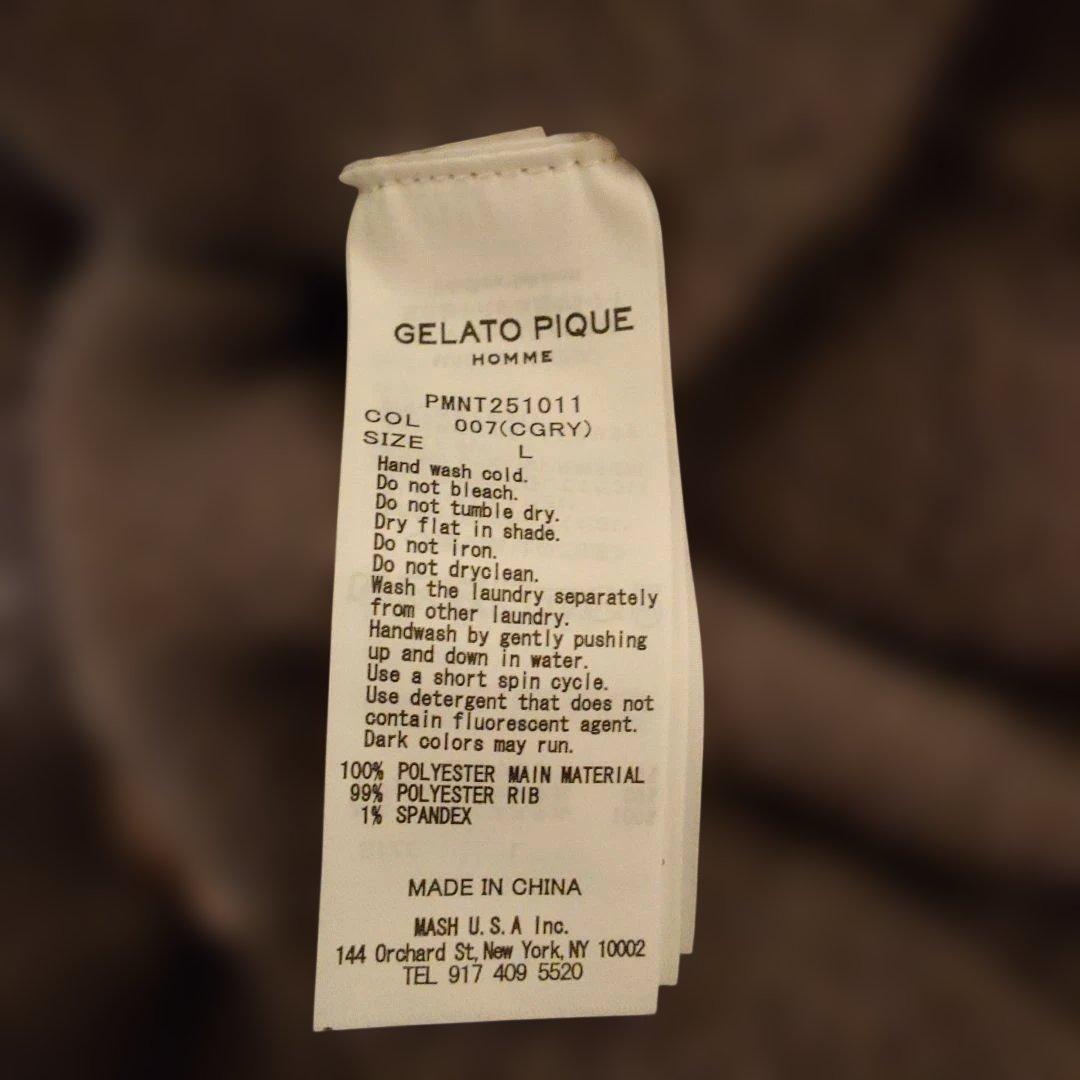 GELATO PIQUE
HOMME
PMNT251011
COL 007(CGRY)
SIZE L
Hand wash cold.
Do not bleach.
Do not tumble dry.
Dry flat in shade.
Do not iron.
Do not dryclean.
Wash the laundry separately
from other laundry.
Handwash by gently pushing
up and down in water.
Use a short spin cycle.
Use detergent that does not
contain fluorescent agent.
Dark colors may run.
100% POLYESTER MAIN MATERIAL
99% POLYESTER RIB
1% SPANDEX
MADE IN CHINA
MASH U.S.A Inc.
144 Orchard St, New York, NY 10002
TEL 917 409 5520